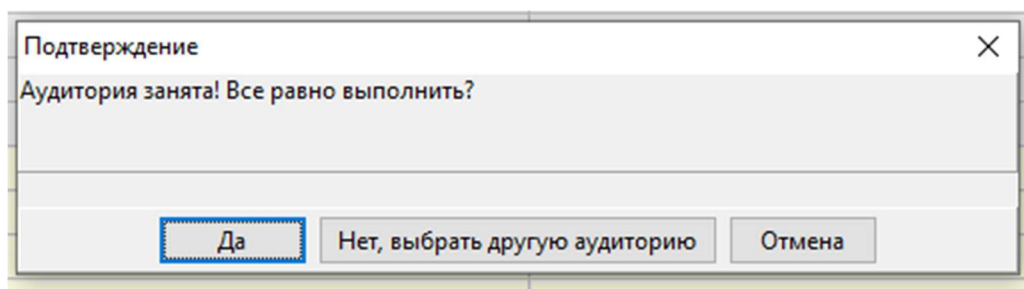 Подтверждение
Аудитория занята! Все равно выполнить?
Да
Нет, выбрать другую аудиторию
Отмена